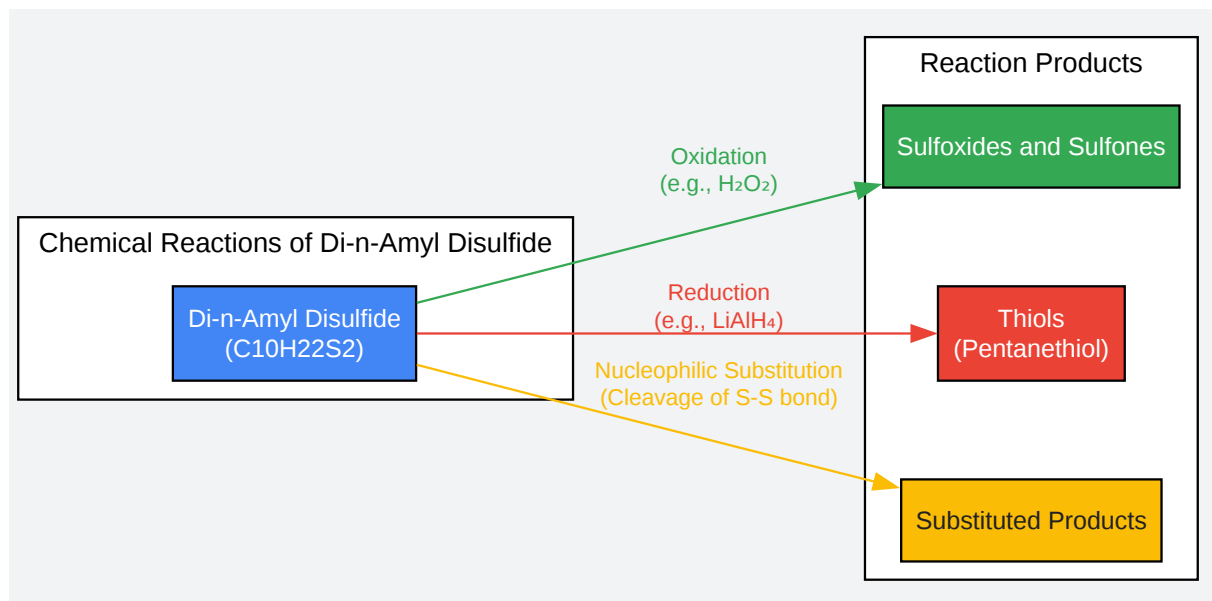 Reaction Products
Sulfoxides and Sulfones
Oxidation
(e.g., H₂O₂)
Chemical Reactions of Di-n-Amyl Disulfide
Di-n-Amyl Disulfide
(C10H22S2)
Reduction
(e.g., LiAlH₄)
Thiols
(Pentanethiol)
Nucleophilic Substitution
(Cleavage of S-S bond)
Substituted Products